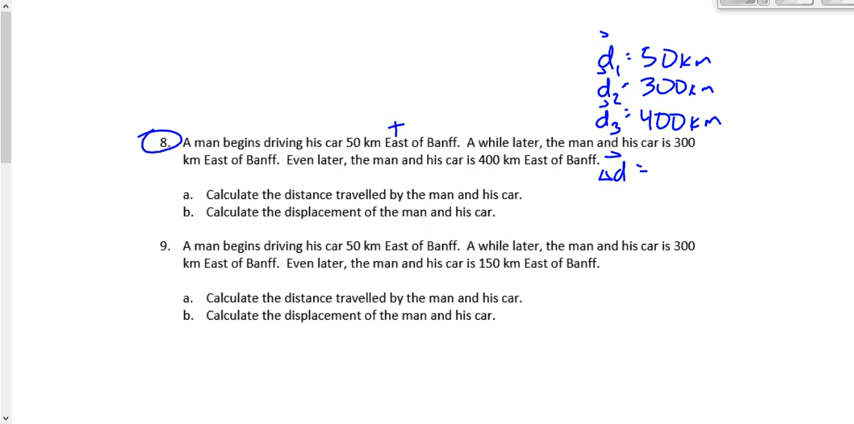 d₁ = 50km
d₂ = 300km
+
d₃ = 400km
8. A man begins driving his car 50 km East of Banff. A while later, the man and his car is 300
km East of Banff. Even later, the man and his car is 400 km East of Banff.
Δd =
a. Calculate the distance travelled by the man and his car.
b. Calculate the displacement of the man and his car.
9. A man begins driving his car 50 km East of Banff. A while later, the man and his car is 300
km East of Banff. Even later, the man and his car is 150 km East of Banff.
a. Calculate the distance travelled by the man and his car.
b. Calculate the displacement of the man and his car.